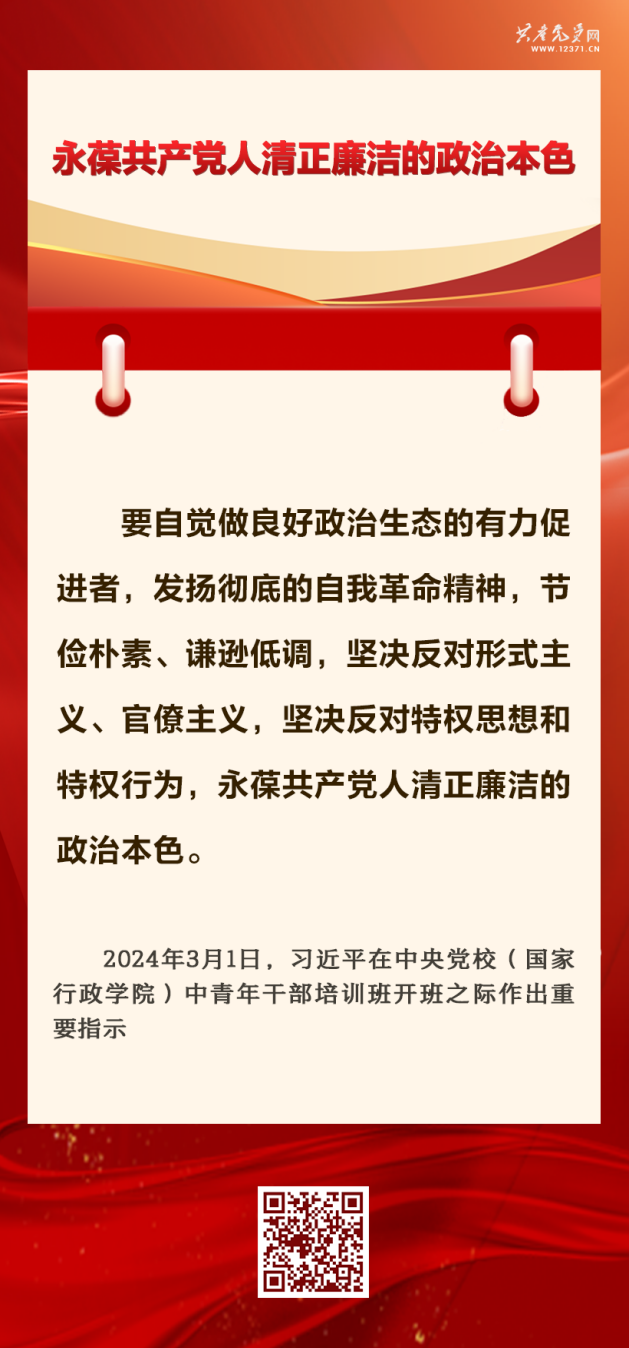 共产党员网
WWW.12371.CN
永葆共产党人清正廉洁的政治本色
要自觉做良好政治生态的有力促
进者，发扬彻底的自我革命精神，节
俭朴素、谦逊低调，坚决反对形式主
义、官僚主义，坚决反对特权思想和
特权行为，永葆共产党人清正廉洁的
政治本色。
2024年3月1日，习近平在中央党校（国家
行政学院）中青年干部培训班开班之际作出重
要指示